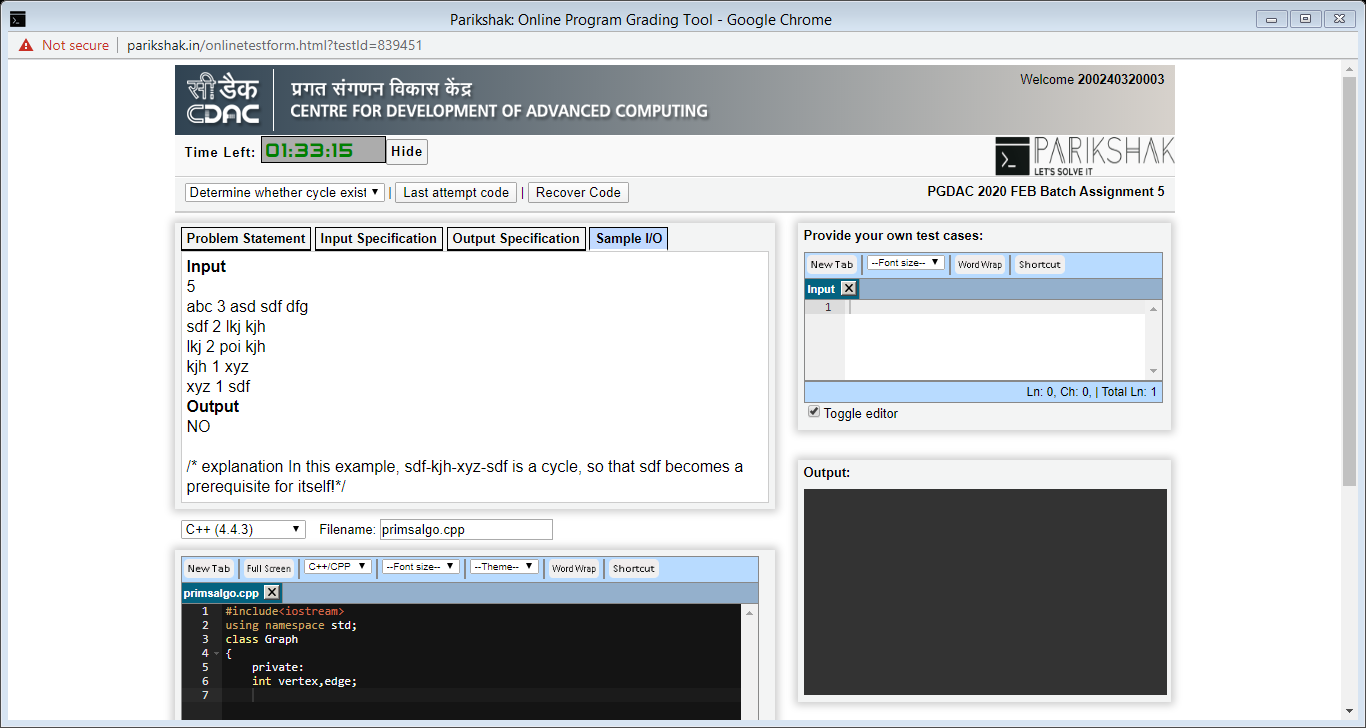 Parikshak: Online Program Grading Tool - Google Chrome
Not secure | parikshak.in/onlinetestform.html?testId=839451
सी डैक
CDAC
प्रगत संगणन विकास केंद्र
CENTRE FOR DEVELOPMENT OF ADVANCED COMPUTING
Welcome 200240320003
Time Left: 01:33:15 Hide
PARIKSHAK
LET'S SOLVE IT
Determine whether cycle exist | Last attempt code | Recover Code
PGDAC 2020 FEB Batch Assignment 5
Problem Statement Input Specification Output Specification Sample I/O
Input
5
abc 3 asd sdf dfg
sdf 2 lkj kjh
lkj 2 poi kjh
kjh 1 xyz
xyz 1 sdf
Output
NO
/* explanation In this example, sdf-kjh-xyz-sdf is a cycle, so that sdf becomes a
prerequisite for itself!*/
C++ (4.4.3) Filename: primsalgo.cpp
New Tab | Full Screen | C++/CPP | --Font size-- | --Theme-- | Word Wrap | Shortcut
primsalgo.cpp X
1 #include<iostream>
2 using namespace std;
3 class Graph
4 {
5 private:
6 int vertex,edge;
7
Provide your own test cases:
New Tab | --Font size-- | Word Wrap | Shortcut
Input X
1
Ln: 0, Ch: 0, | Total Ln: 1
Toggle editor
Output: